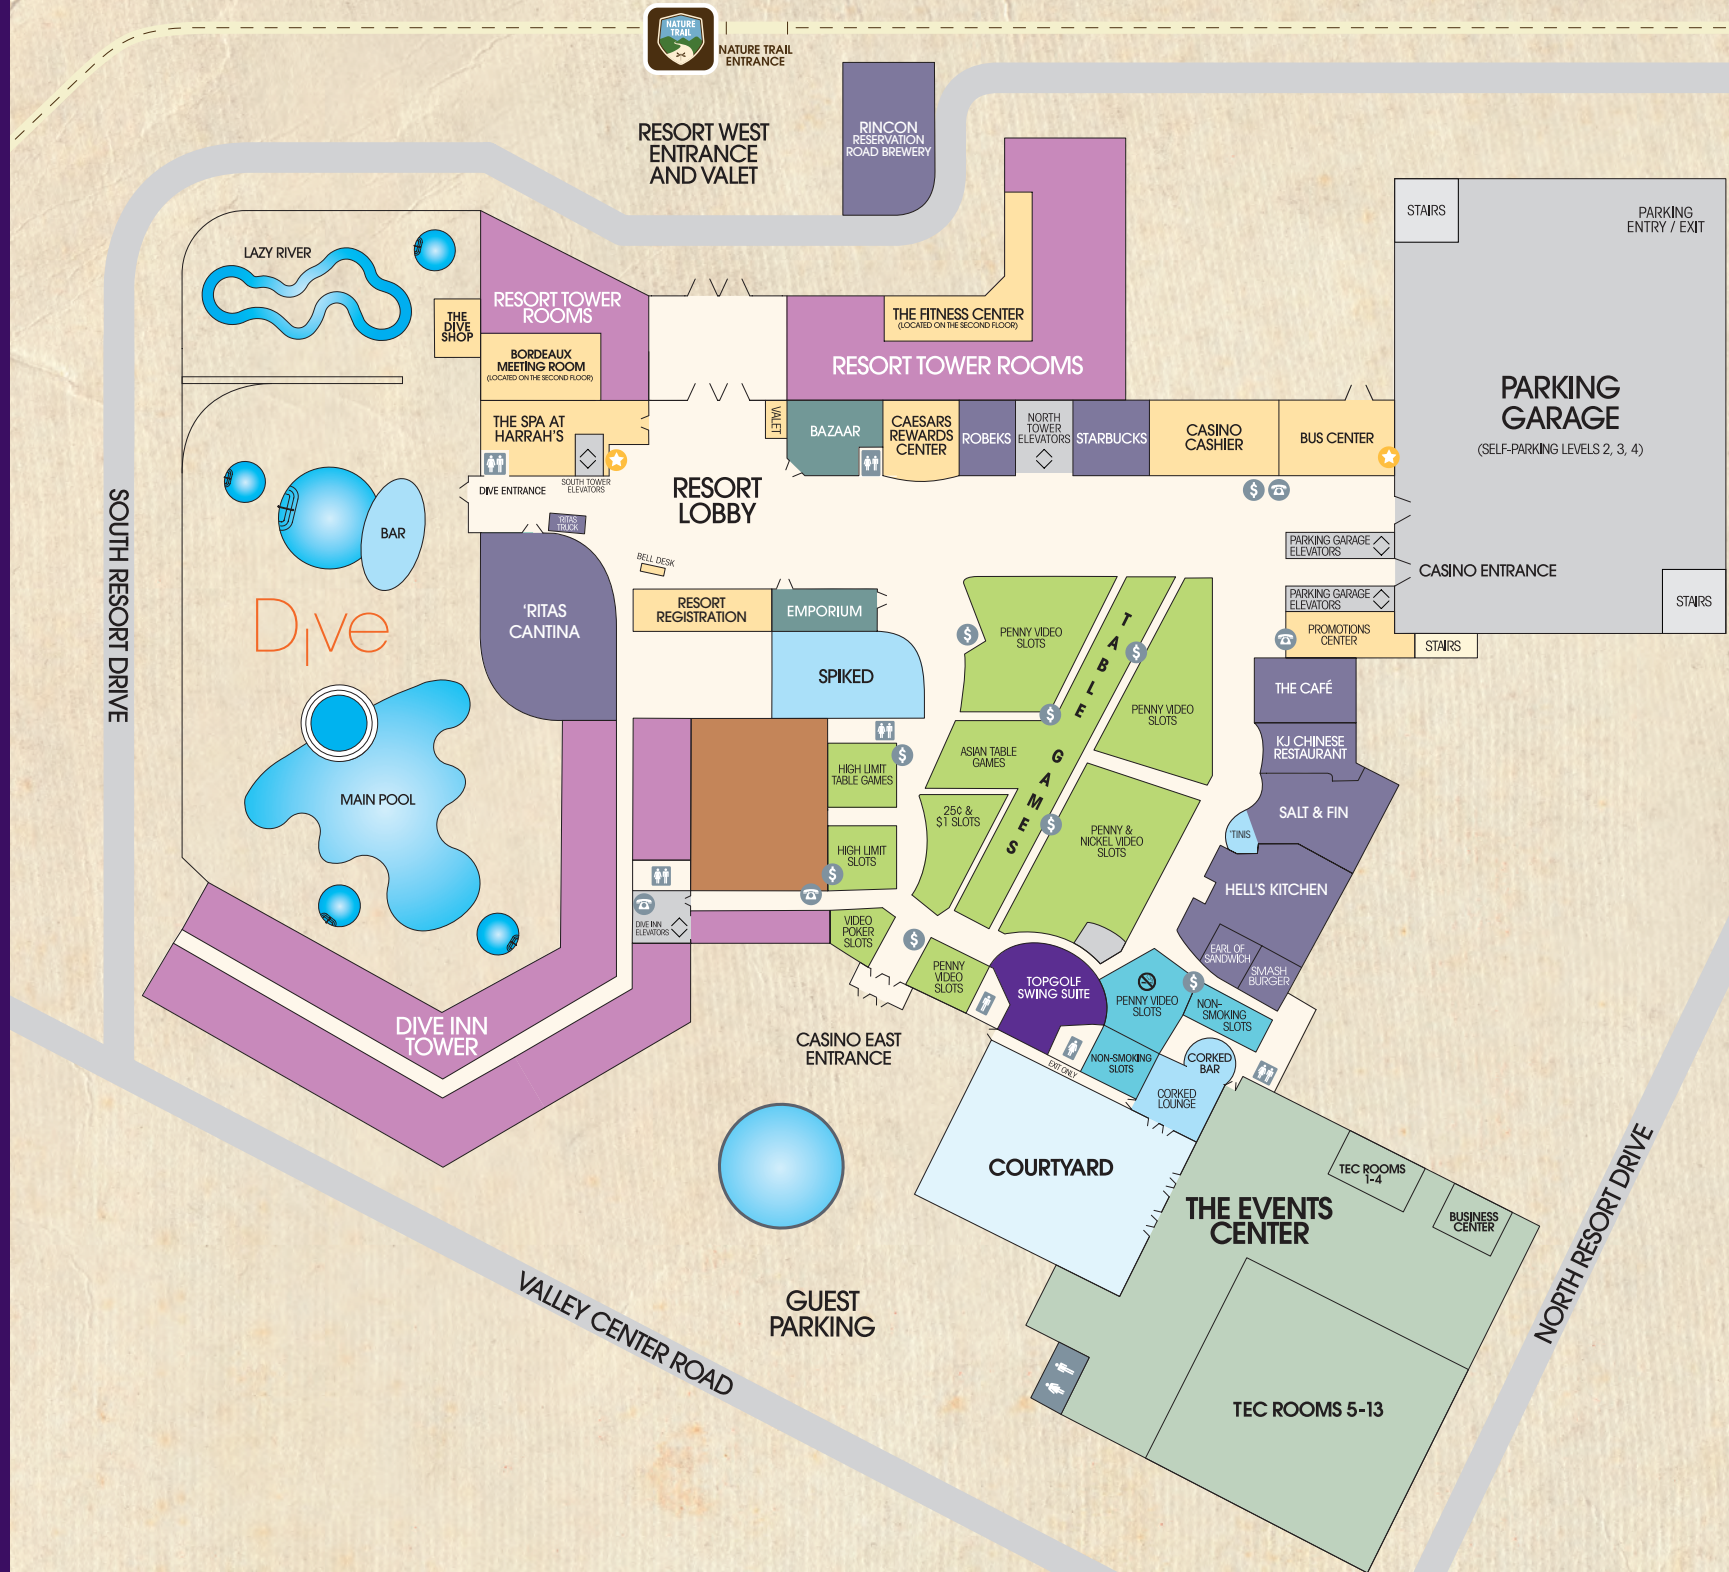 NATURE
TRAIL
NATURE TRAIL
ENTRANCE
RESORT WEST
ENTRANCE
AND VALET
RINCON
RESERVATION
ROAD BREWERY
STAIRS
PARKING
ENTRY / EXIT
LAZY RIVER
THE
DIVE
SHOP
RESORT TOWER
ROOMS
BORDEAUX
MEETING ROOM
(LOCATED ON THE SECOND FLOOR)
THE FITNESS CENTER
(LOCATED ON THE SECOND FLOOR)
RESORT TOWER ROOMS
PARKING
GARAGE
(SELF-PARKING LEVELS 2, 3, 4)
THE SPA AT
HARRAH'S
VALET
BAZAAR
CAESARS
REWARDS
CENTER
ROBEKS
NORTH
TOWER
ELEVATORS
STARBUCKS
CASINO
CASHIER
BUS CENTER
SOUTH TOWER
ELEVATORS
DIVE ENTRANCE
RESORT
LOBBY
$
'RITAS
TRUCK
BAR
SOUTH RESORT DRIVE
PARKING GARAGE
ELEVATORS
CASINO ENTRANCE
PARKING GARAGE
ELEVATORS
STAIRS
BELL DESK
Dive
'RITAS
CANTINA
RESORT
REGISTRATION
EMPORIUM
$
PENNY VIDEO
SLOTS
TABLE GAMES
$
PROMOTIONS
CENTER
STAIRS
SPIKED
THE CAFÉ
$
PENNY VIDEO
SLOTS
KJ CHINESE
RESTAURANT
ASIAN TABLE
GAMES
HIGH LIMIT
TABLE GAMES
$
MAIN POOL
25¢ &
$1 SLOTS
$
PENNY &
NICKEL VIDEO
SLOTS
SALT & FIN
'TINIS
HIGH LIMIT
SLOTS
$
HELL'S KITCHEN
DIVE INN
ELEVATORS
VIDEO
POKER
SLOTS
$
EARL OF
SANDWICH
SMASH
BURGER
PENNY
VIDEO
SLOTS
TOPGOLF
SWING SUITE
$
PENNY VIDEO
SLOTS
NON-
SMOKING
SLOTS
DIVE INN
TOWER
CASINO EAST
ENTRANCE
EXIT ONLY
NON-SMOKING
SLOTS
CORKED
BAR
CORKED
LOUNGE
COURTYARD
THE EVENTS
CENTER
TEC ROOMS
1-4
BUSINESS
CENTER
NORTH RESORT DRIVE
GUEST
PARKING
VALLEY CENTER ROAD
TEC ROOMS 5-13